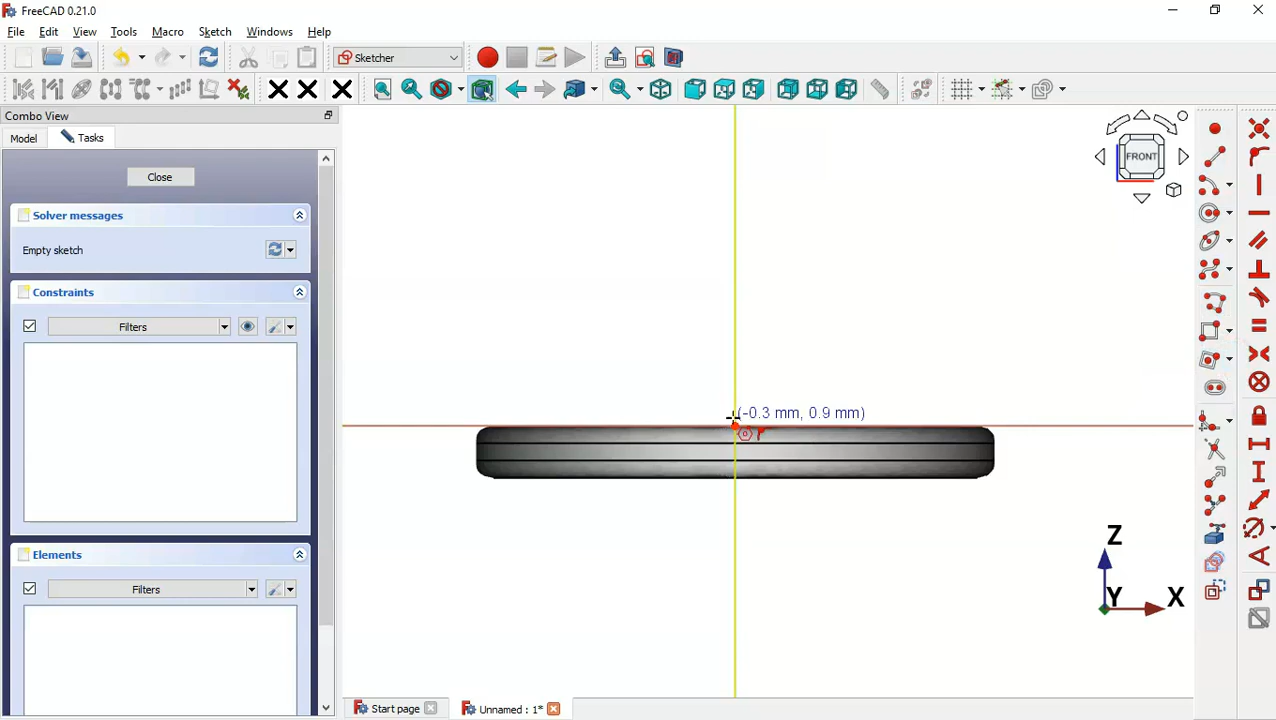 FreeCAD 0.21.0
File Edit View Tools Macro Sketch Windows Help
Sketcher
Combo View
Model Tasks
Close
Solver messages
Empty sketch
Constraints
Filters
Elements
Filters
FRONT
(-0.3 mm, 0.9 mm)
Z
Y X
Start page Unnamed : 1*